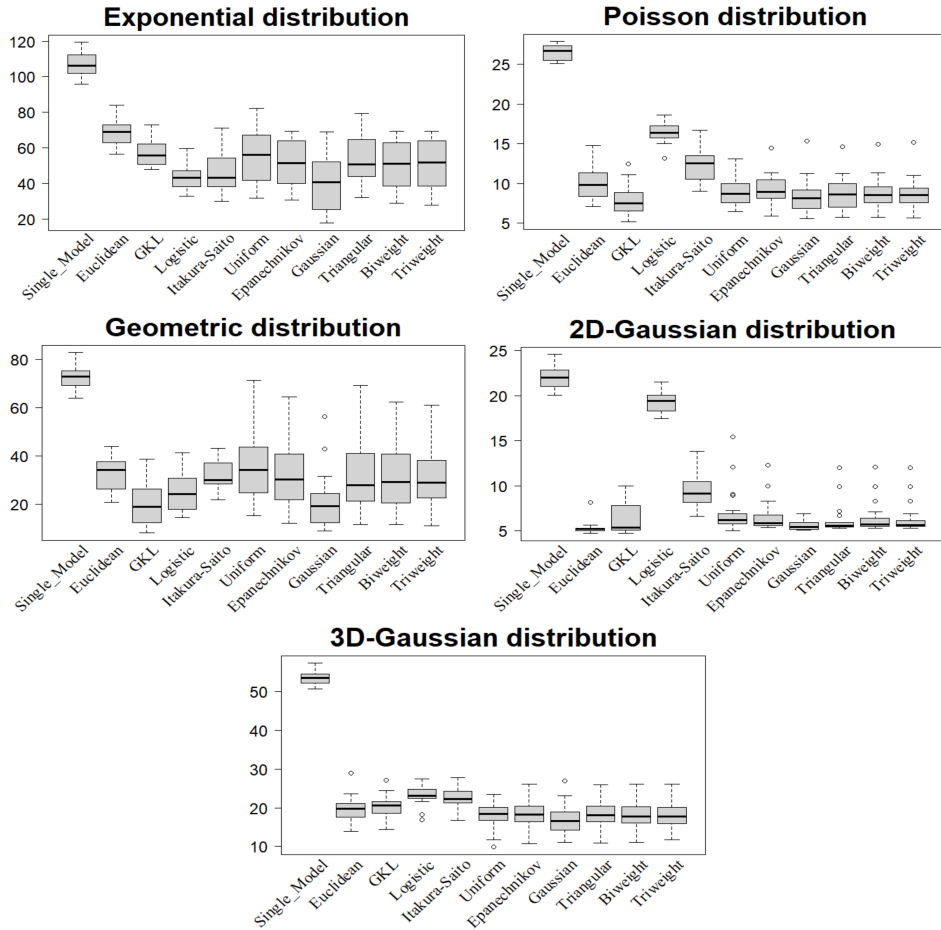 Exponential distribution
120
100
80
60
40
20
Single_Model
Euclidean
GKL
Logistic
Itakura-Saito
Uniform
Epanechnikov
Gaussian
Triangular
Biweight
Triweight
Poisson distribution
25
20
15
10
5
Single_Model
Euclidean
GKL
Logistic
Itakura-Saito
Uniform
Epanechnikov
Gaussian
Triangular
Biweight
Triweight
Geometric distribution
80
60
40
20
Single_Model
Euclidean
GKL
Logistic
Itakura-Saito
Uniform
Epanechnikov
Gaussian
Triangular
Biweight
Triweight
2D-Gaussian distribution
25
20
15
10
5
Single_Model
Euclidean
GKL
Logistic
Itakura-Saito
Uniform
Epanechnikov
Gaussian
Triangular
Biweight
Triweight
3D-Gaussian distribution
50
40
30
20
10
Single_Model
Euclidean
GKL
Logistic
Itakura-Saito
Uniform
Epanechnikov
Gaussian
Triangular
Biweight
Triweight